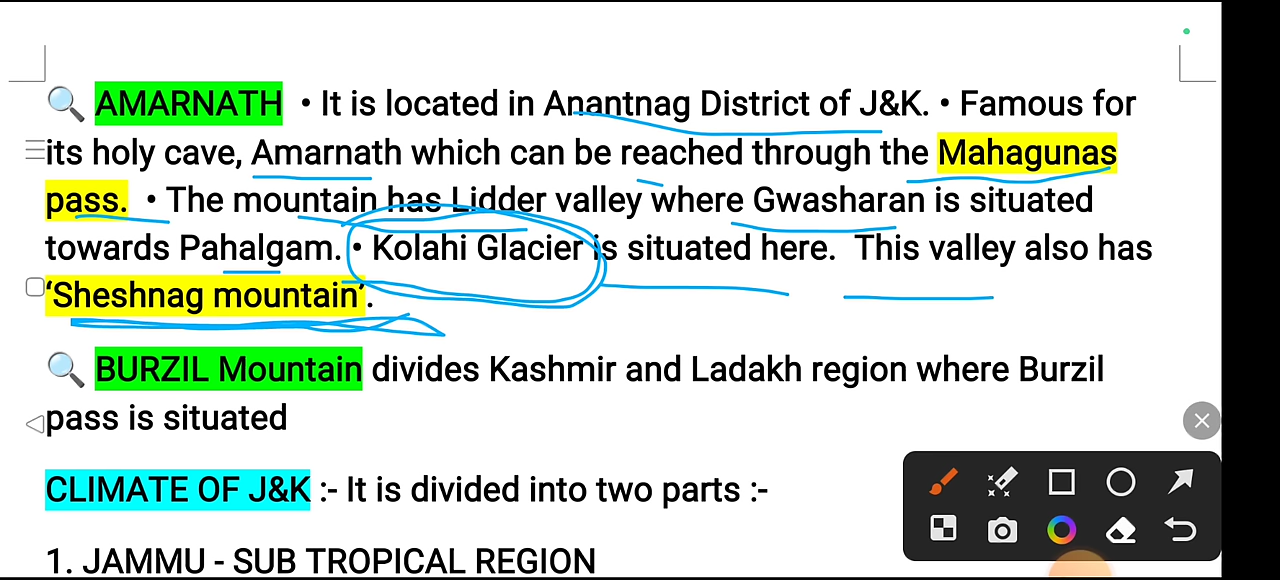 🔍 AMARNATH • It is located in Anantnag District of J&K. • Famous for
its holy cave, Amarnath which can be reached through the Mahagunas
pass. • The mountain has Lidder valley where Gwasharan is situated
towards Pahalgam. • Kolahi Glacier is situated here. This valley also has
‘Sheshnag mountain’.
🔍 BURZIL Mountain divides Kashmir and Ladakh region where Burzil
pass is situated
CLIMATE OF J&K :- It is divided into two parts :-
1. JAMMU - SUB TROPICAL REGION